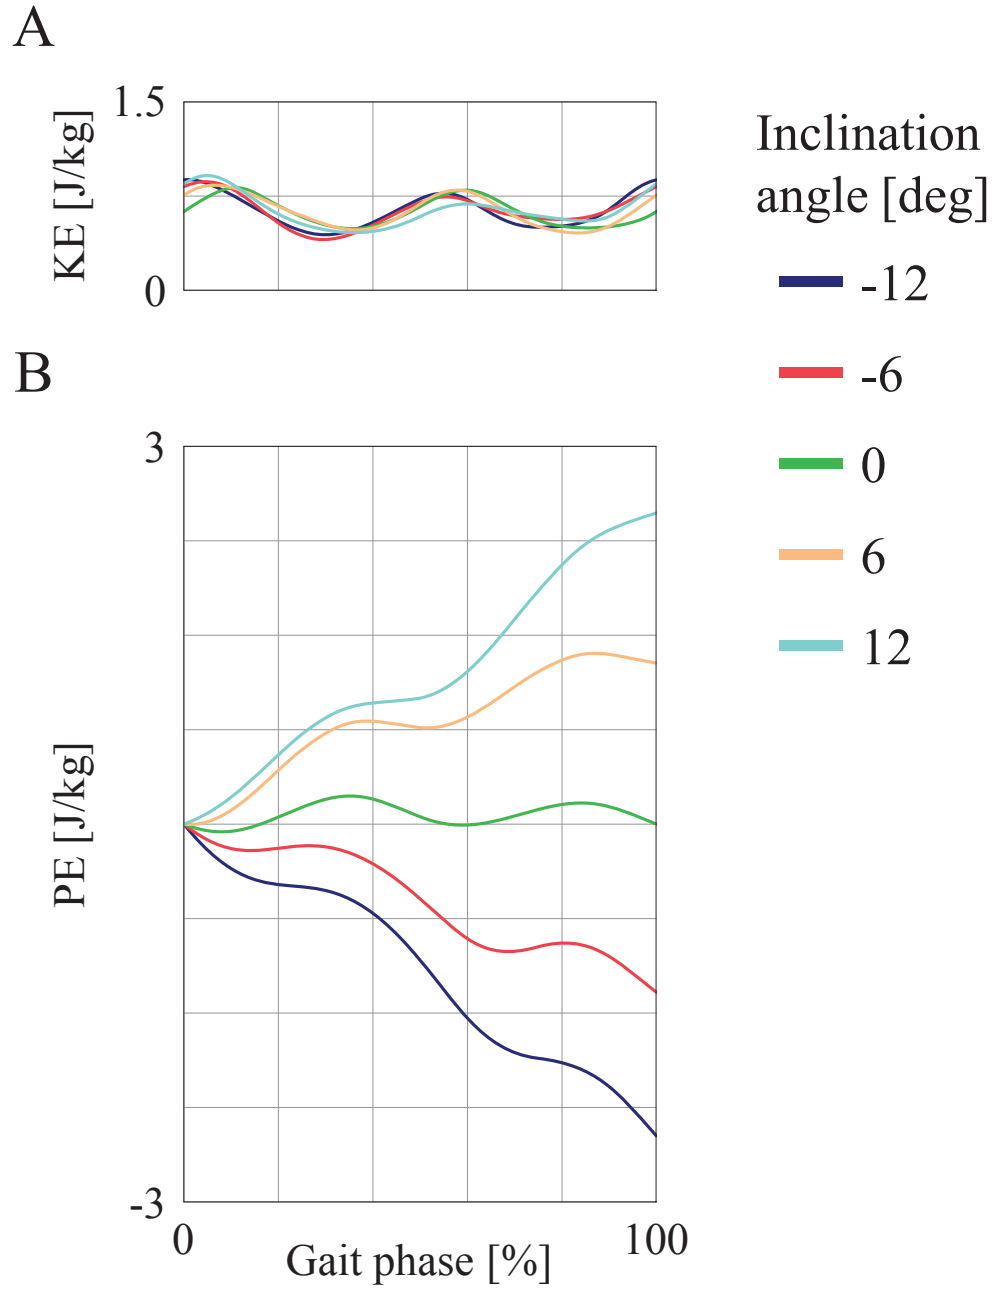 A
1.5
KE [J/kg]
0
Inclination
angle [deg]
-12
-6
0
6
12
B
3
PE [J/kg]
-3
0
100
Gait phase [%]